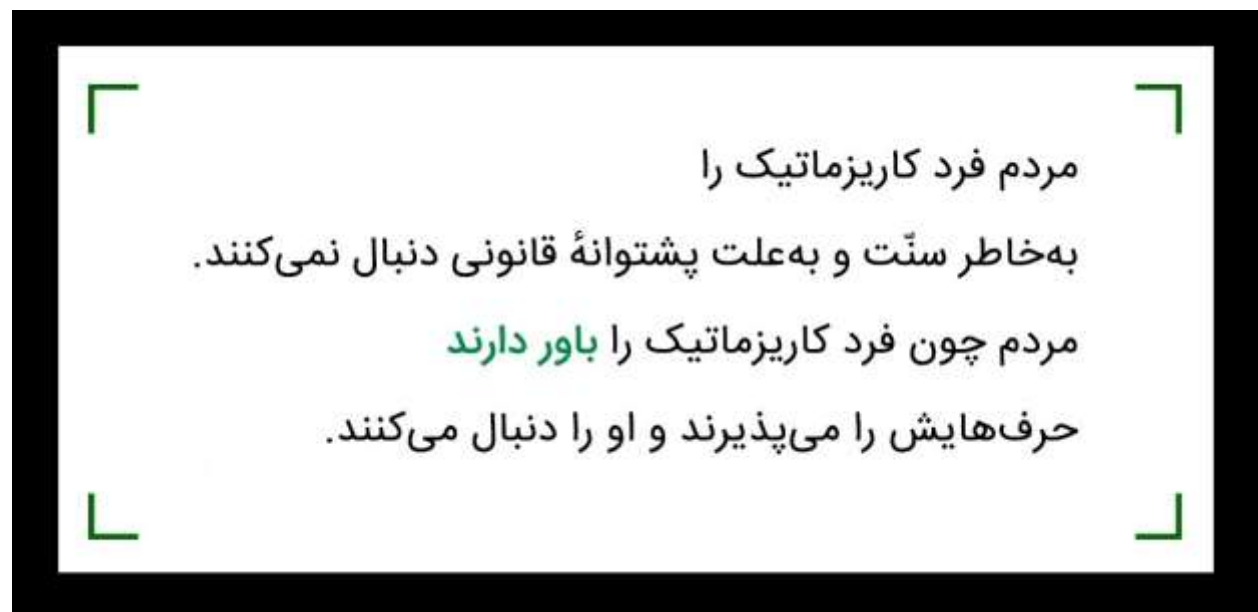 مردم فرد کاریزماتیک را
به‌خاطر سنّت و به‌علت پشتوانهٔ قانونی دنبال نمی‌کنند.
مردم چون فرد کاریزماتیک را باور دارند
حرف‌هایش را می‌پذیرند و او را دنبال می‌کنند.